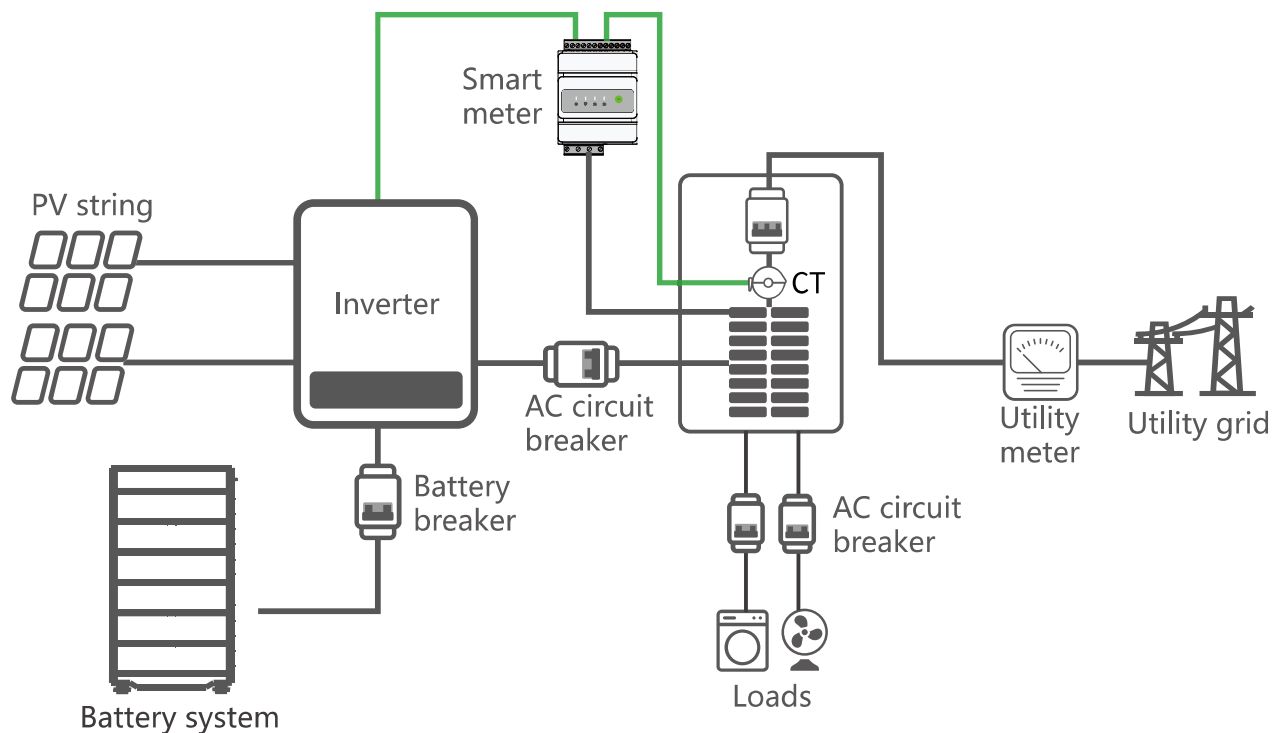 Smart
meter
PV string
Inverter
CT
AC circuit
breaker
Utility
meter
Utility grid
Battery
breaker
AC circuit
breaker
Loads
Battery system